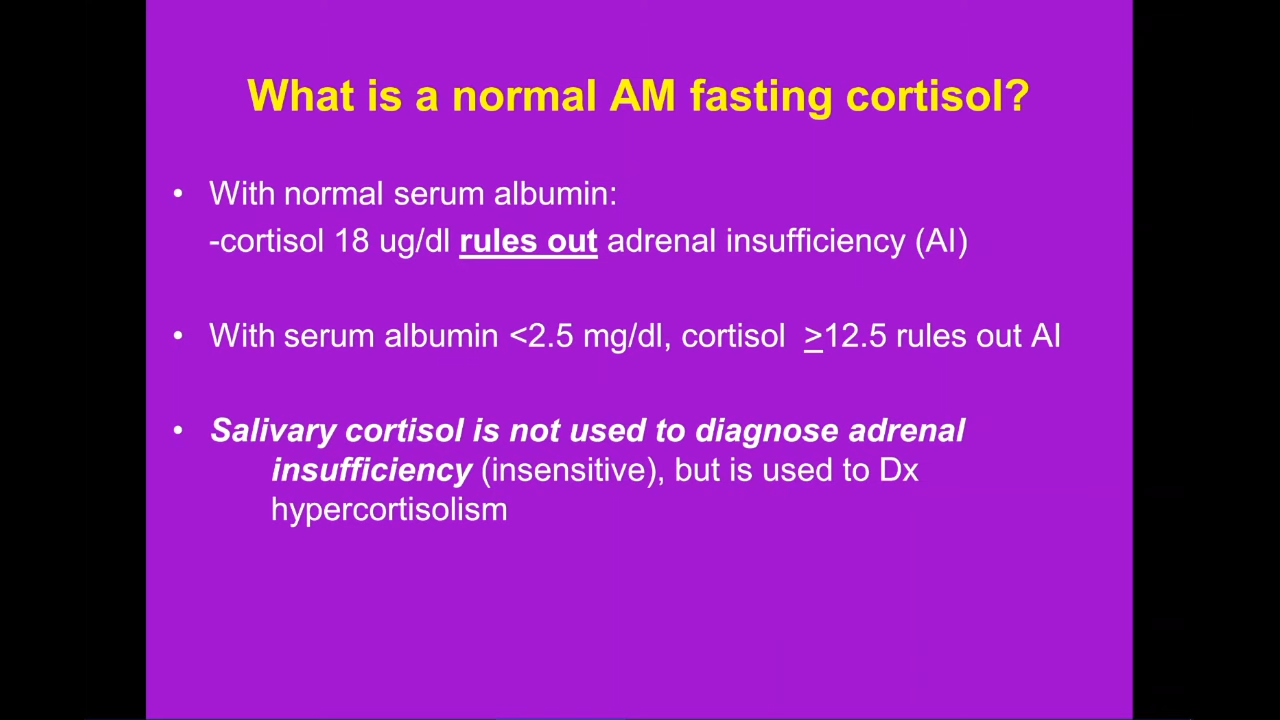 What is a normal AM fasting cortisol?
• With normal serum albumin:
-cortisol 18 ug/dl rules out adrenal insufficiency (AI)
• With serum albumin <2.5 mg/dl, cortisol  >12.5 rules out AI
• Salivary cortisol is not used to diagnose adrenal
insufficiency (insensitive), but is used to Dx
hypercortisolism